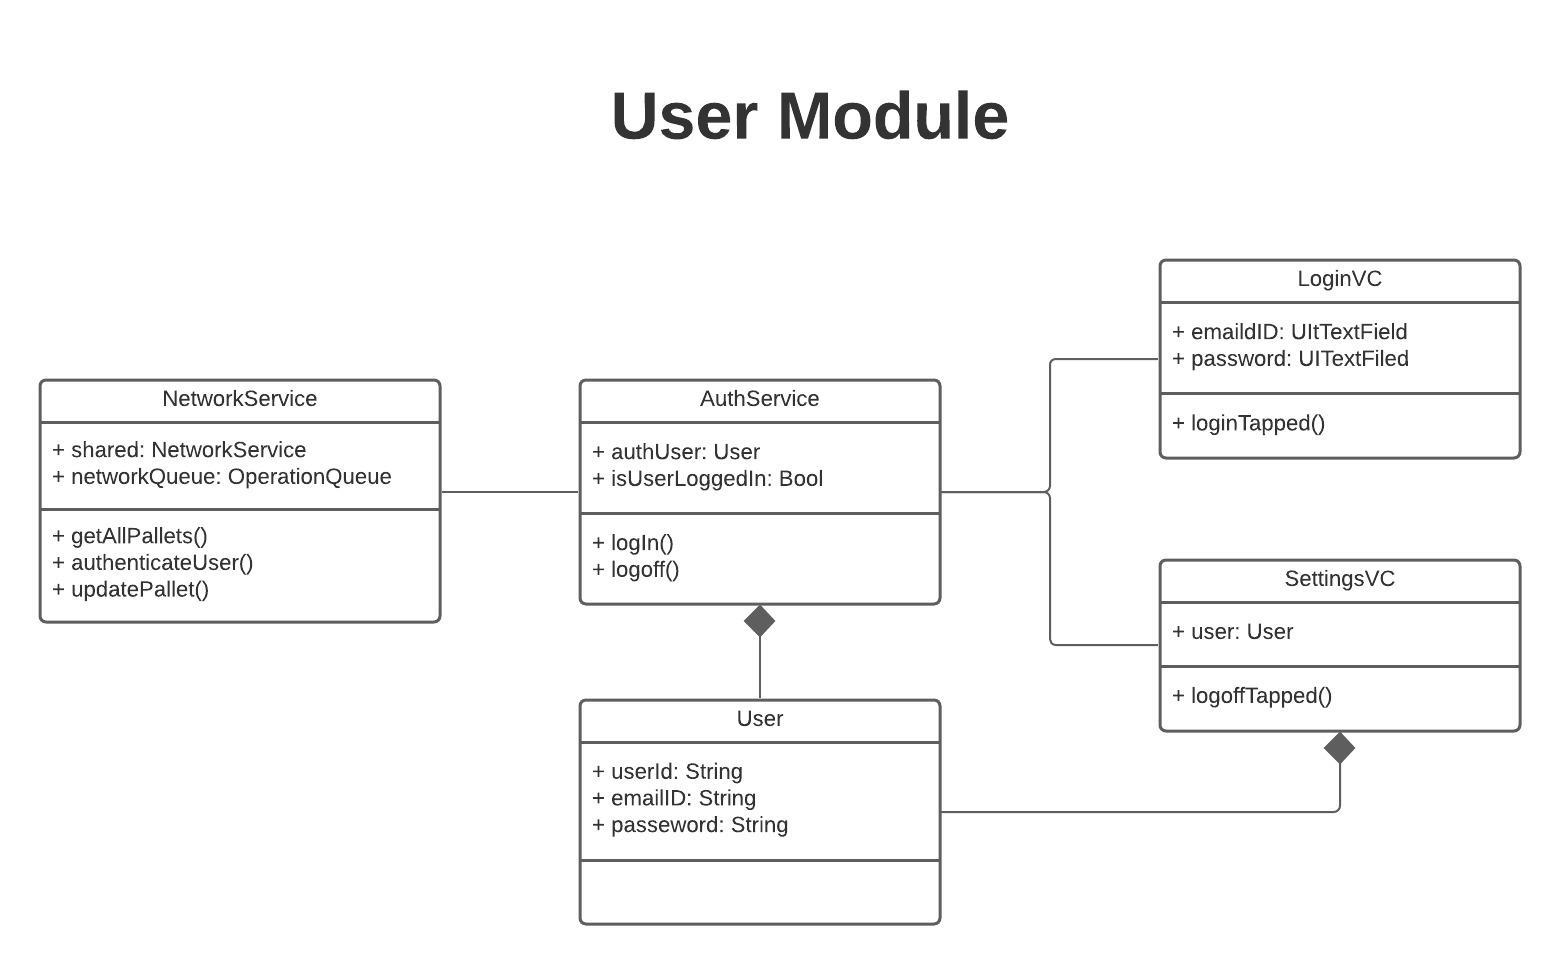 User Module
NetworkService
+ shared: NetworkService
+ networkQueue: OperationQueue
+ getAllPallets()
+ authenticateUser()
+ updatePallet()
AuthService
+ authUser: User
+ isUserLoggedIn: Bool
+ logIn()
+ logoff()
User
+ userId: String
+ emailID: String
+ passeword: String
LoginVC
+ emaildID: UItTextField
+ password: UITextFiled
+ loginTapped()
SettingsVC
+ user: User
+ logoffTapped()